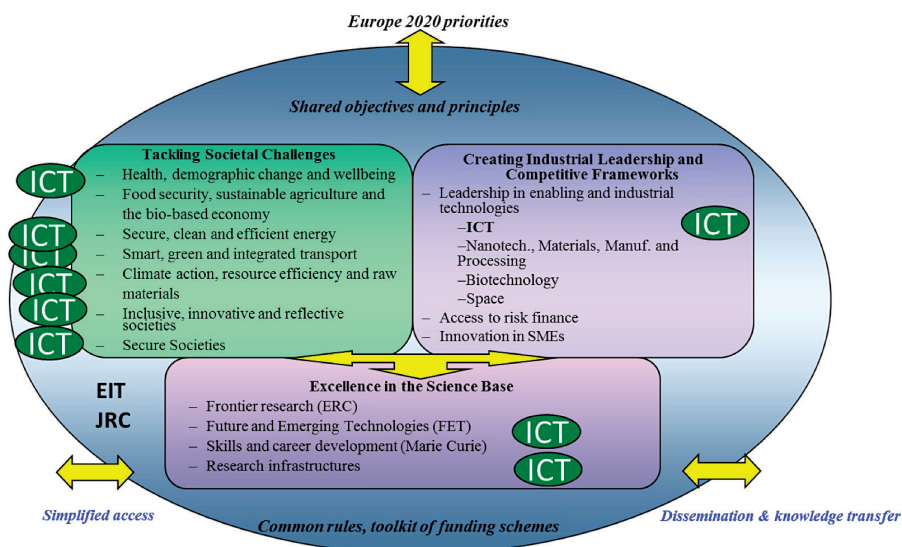 Europe 2020 priorities
Shared objectives and principles
Tackling Societal Challenges
– Health, demographic change and wellbeing
– Food security, sustainable agriculture and
the bio-based economy
– Secure, clean and efficient energy
– Smart, green and integrated transport
– Climate action, resource efficiency and raw
materials
– Inclusive, innovative and reflective
societies
– Secure Societies
ICT
ICT
ICT
ICT
ICT
ICT
Creating Industrial Leadership and
Competitive Frameworks
– Leadership in enabling and industrial
technologies
–ICT
–Nanotech., Materials, Manuf. and
Processing
–Biotechnology
–Space
– Access to risk finance
– Innovation in SMEs
ICT
Excellence in the Science Base
– Frontier research (ERC)
– Future and Emerging Technologies (FET)
– Skills and career development (Marie Curie)
– Research infrastructures
ICT
ICT
EIT
JRC
Simplified access
Common rules, toolkit of funding schemes
Dissemination & knowledge transfer